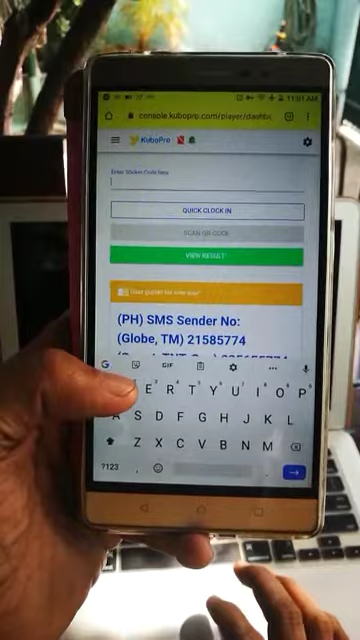 11:01 AM
console.kubopro.com/player/dashb
KuboPro
Enter Sticker Code here
QUICK CLOCK IN
SCAN QR CODE
VIEW RESULT
(PH) SMS Sender No:
(Globe, TM) 21585774
G GIF
E R T Y U I O P
A S D F G H J K L
Z X C V B N M
?123 , .